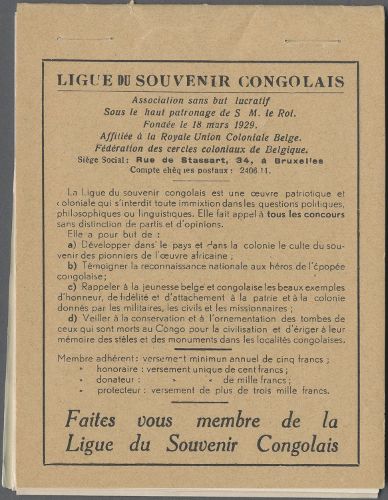 LIGUE DU SOUVENIR CONGOLAIS
Association sans but lucratif
Sous le haut patronage de S M. le Roi.
Fondée le 18 mars 1929.
Affiliée à la Royale Union Coloniale Belge.
Fédération des cercles coloniaux de Belgique.
Siège Social: Rue de Stassart, 34, à Bruxelles
Compte chèques postaux: 2406 11.
La Ligue du souvenir congolais est une œuvre patriotique et
coloniale qui s'interdit toute immixtion dans les questions politiques,
philosophiques ou linguistiques. Elle fait appel à tous les concours
sans distinction de partis et d'opinions.
Elle a pour but de:
a) Développer dans le pays et dans la colonie le culte du sou-
venir des pionniers de l'œuvre africaine;
b) Témoigner la reconnaissance nationale aux héros de l'épopée
congolaise;
c) Rappeler à la jeunesse belge et congolaise les beaux exemples
d'honneur, de fidélité et d'attachement à la patrie et à la colonie
donnés par les militaires, les civils et les missionnaires;
d) Veiller à la conservation et à l'ornementation des tombes de
ceux qui sont morts au Congo pour la civilisation et d'ériger à leur
mémoire des stèles et des monuments dans les localités congolaises.
Membre adhérent: versement minimun annuel de cinq francs;
» honoraire: versement unique de cent francs;
» donateur: » » de mille francs;
» protecteur: versement de plus de trois mille francs.
Faites vous membre de la
Ligue du Souvenir Congolais